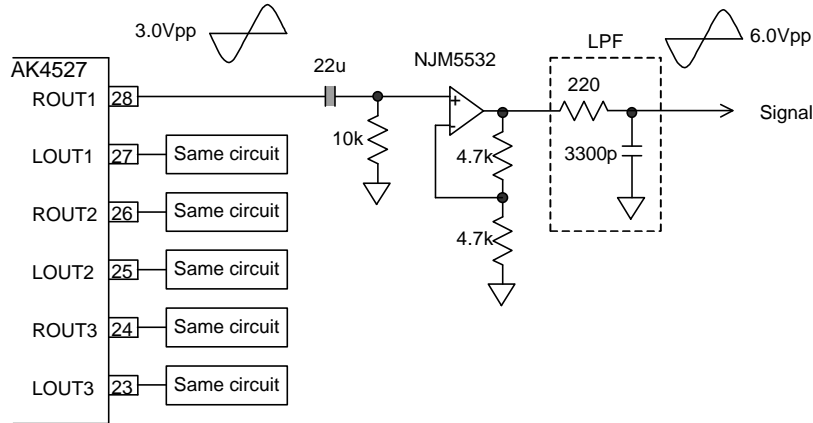 3.0Vpp
6.0Vpp
AK4527
22u
NJM5532
LPF
ROUT1
28
+
-
220
Signal
10k
4.7k
3300p
4.7k
LOUT1
27
Same circuit
ROUT2
26
Same circuit
LOUT2
25
Same circuit
ROUT3
24
Same circuit
LOUT3
23
Same circuit